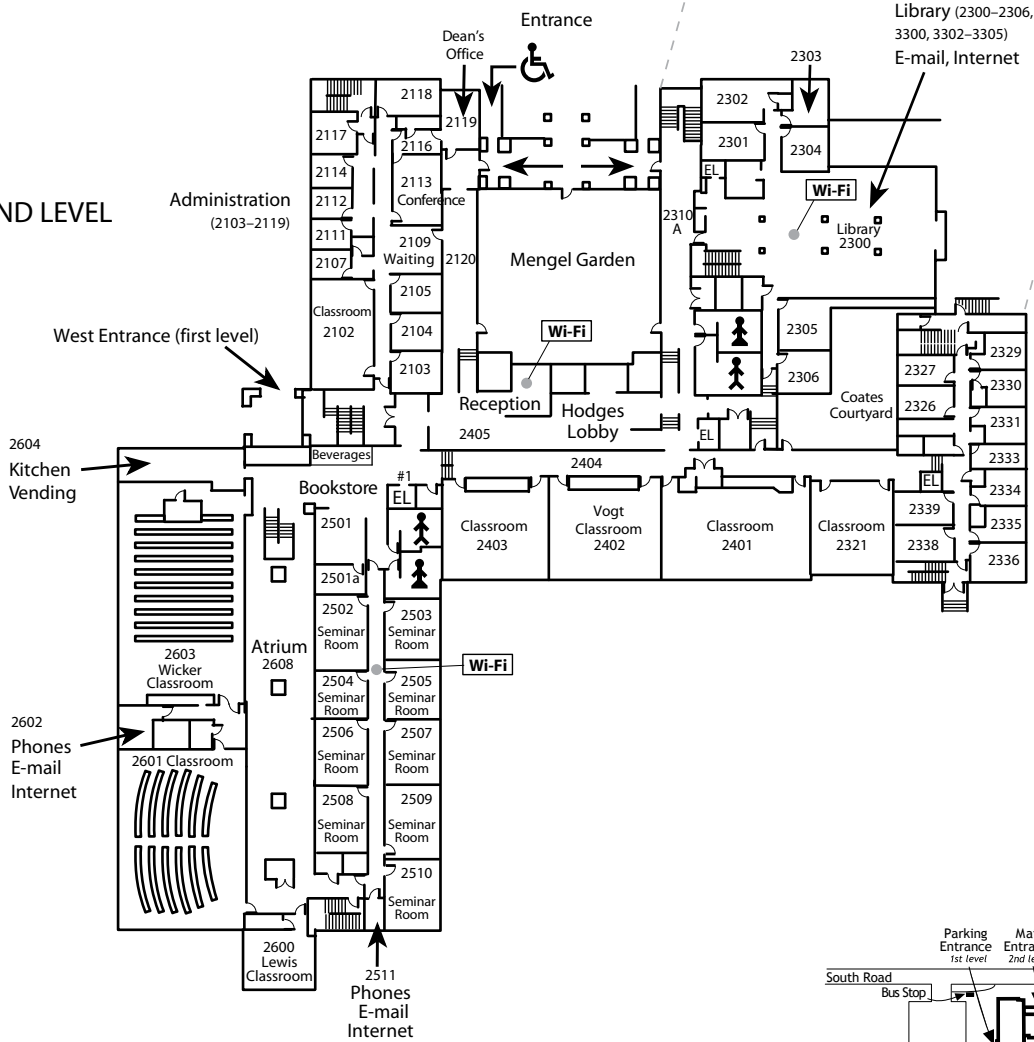 Entrance
Dean's
Office
Library (2300–2306,
3300, 3302–3305)
E-mail, Internet
2303
2118
2119
2302
2117
2116
2301
2304
2114
2113
Conference
EL
Wi-Fi
ND LEVEL
Administration
(2103–2119)
2112
2310
A
2111
2109
Waiting
2120
Mengel Garden
Library
2300
2107
2105
Classroom
2102
2104
Wi-Fi
2305
West Entrance (first level)
2103
2306
2329
2327
2330
Reception
Hodges
Lobby
Coates
Courtyard
2326
2331
2405
EL
2604
Kitchen
Vending
Beverages
2404
2333
#1
EL
Bookstore
EL
2334
2501
Classroom
2403
Vogt
Classroom
2402
Classroom
2401
Classroom
2321
2339
2335
2338
2336
2501a
2502
Seminar
Room
2503
Seminar
Room
Atrium
2608
2603
Wicker
Classroom
Wi-Fi
2504
Seminar
Room
2505
Seminar
Room
2602
Phones
E-mail
Internet
2506
Seminar
Room
2507
Seminar
Room
2601 Classroom
2508
Seminar
Room
2509
Seminar
Room
2510
Seminar
Room
2600
Lewis
Classroom
2511
Phones
E-mail
Internet
Parking
Entrance
1st level
Ma
Entra
2nd le
South Road
Bus Stop